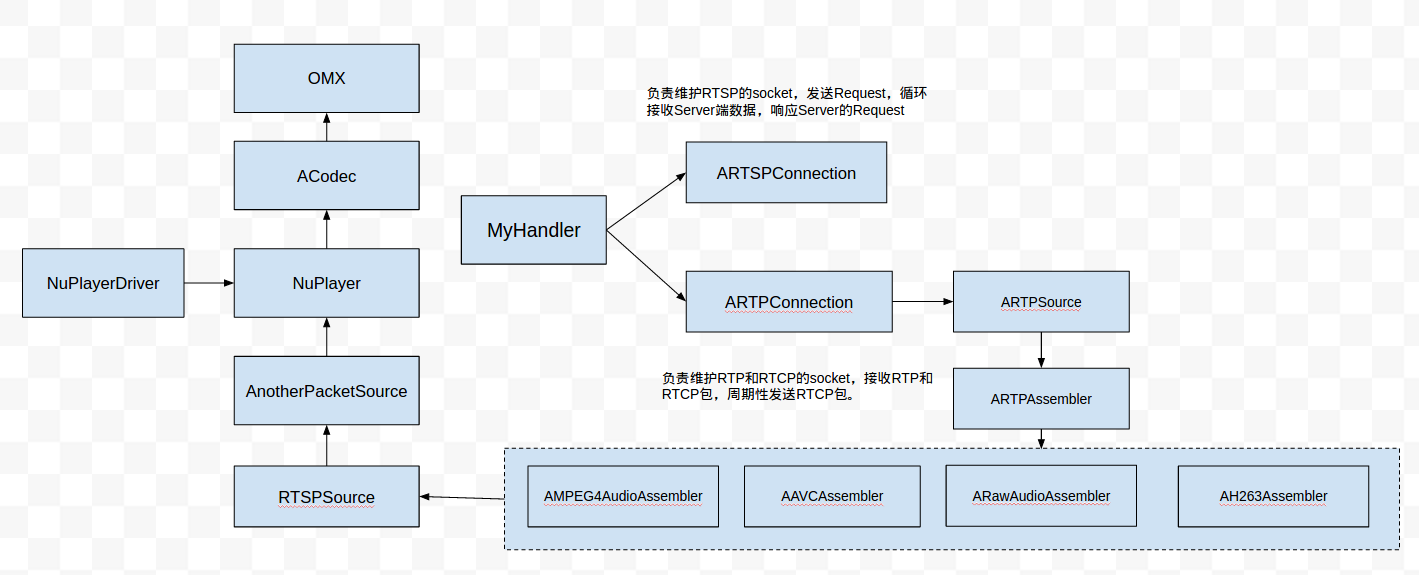 OMX
负责维护RTSP的socket，发送Request，循环
接收Server端数据，响应Server的Request
ACodec
ARTSPConnection
MyHandler
NuPlayerDriver
NuPlayer
ARTPConnection
ARTPSource
负责维护RTP和RTCP的socket，接收RTP和
RTCP包，周期性发送RTCP包。
AnotherPacketSource
ARTPAssembler
RTSPSource
AMPEG4AudioAssembler
AAVCAssembler
ARawAudioAssembler
AH263Assembler